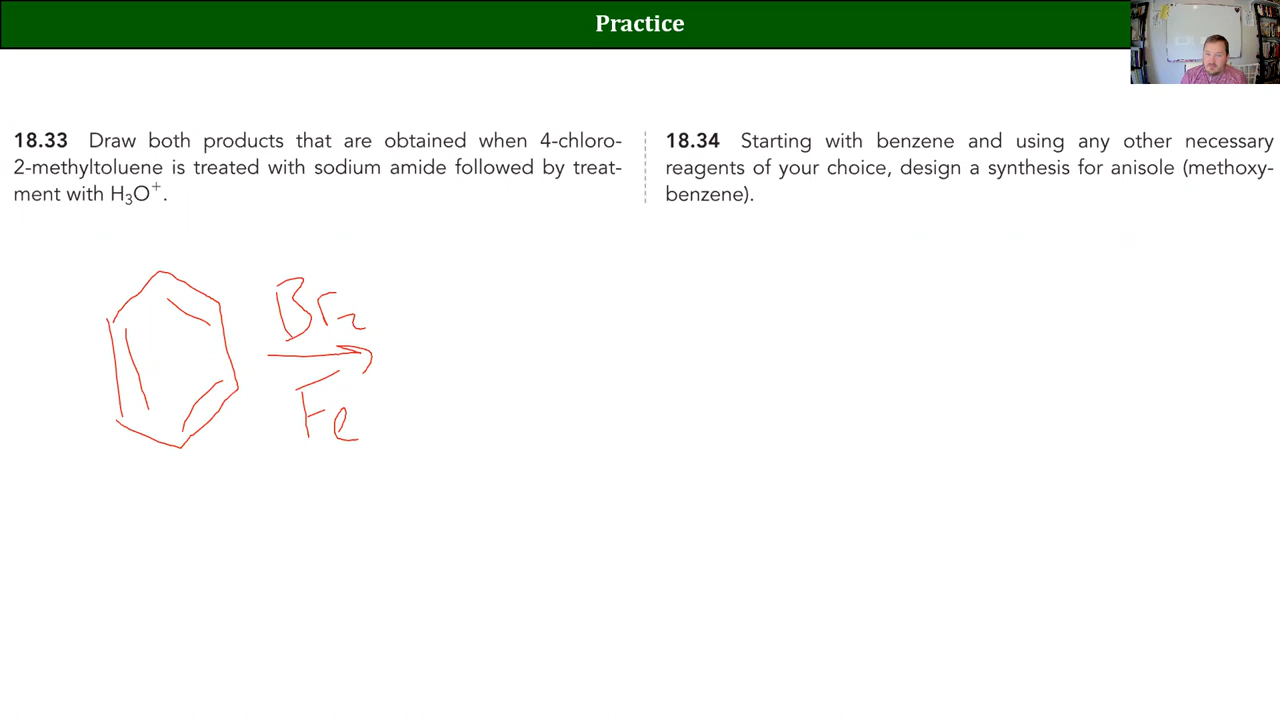 Practice
18.33 Draw both products that are obtained when 4-chloro-
2-methyltoluene is treated with sodium amide followed by treat-
ment with H₃O⁺.
18.34 Starting with benzene and using any other necessary
reagents of your choice, design a synthesis for anisole (methoxy-
benzene).
Br₂
Fe